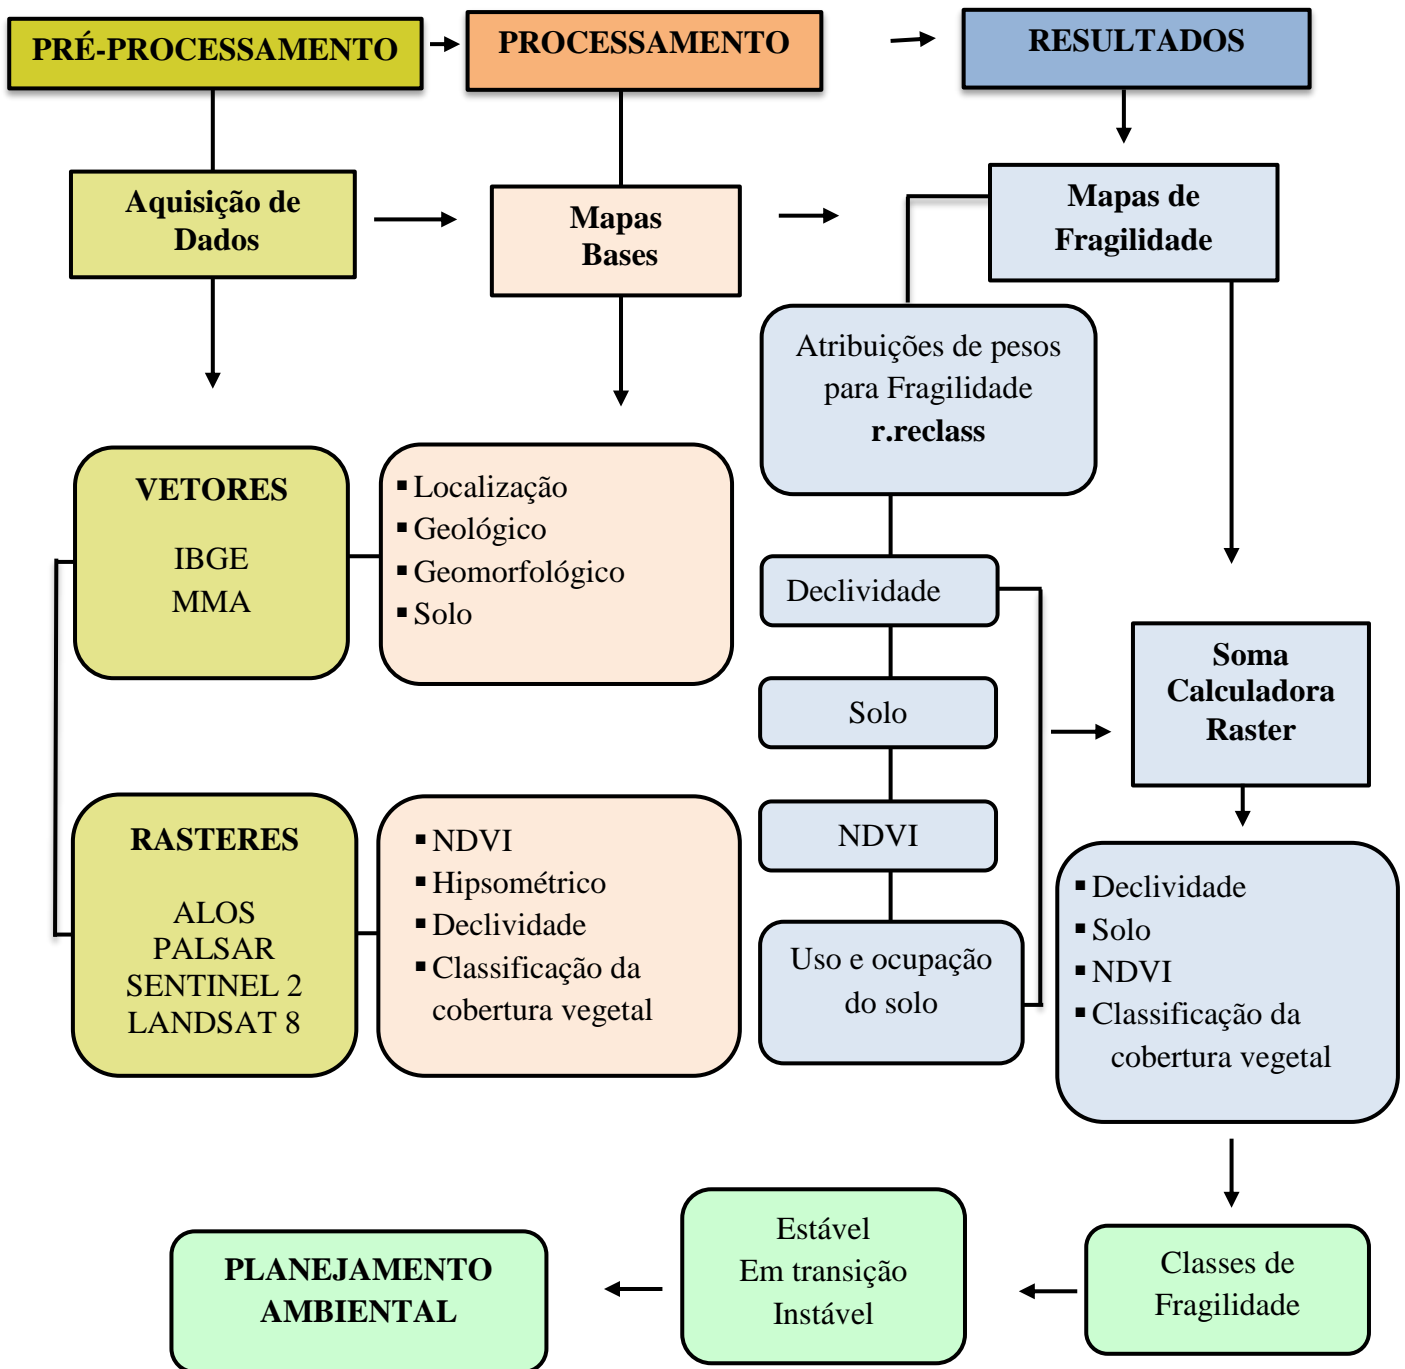 PRÉ-PROCESSAMENTO
PROCESSAMENTO
RESULTADOS
Aquisição de
Dados
Mapas
Bases
Mapas de
Fragilidade
Atribuições de pesos
para Fragilidade
r.reclass
VETORES
IBGE
MMA
▪ Localização
▪ Geológico
▪ Geomorfológico
▪ Solo
Declividade
Solo
NDVI
Uso e ocupação
do solo
Soma
Calculadora
Raster
RASTERES
ALOS
PALSAR
SENTINEL 2
LANDSAT 8
▪ NDVI
▪ Hipsométrico
▪ Declividade
▪ Classificação da
cobertura vegetal
▪ Declividade
▪ Solo
▪ NDVI
▪ Classificação da
cobertura vegetal
Classes de
Fragilidade
Estável
Em transição
Instável
PLANEJAMENTO
AMBIENTAL